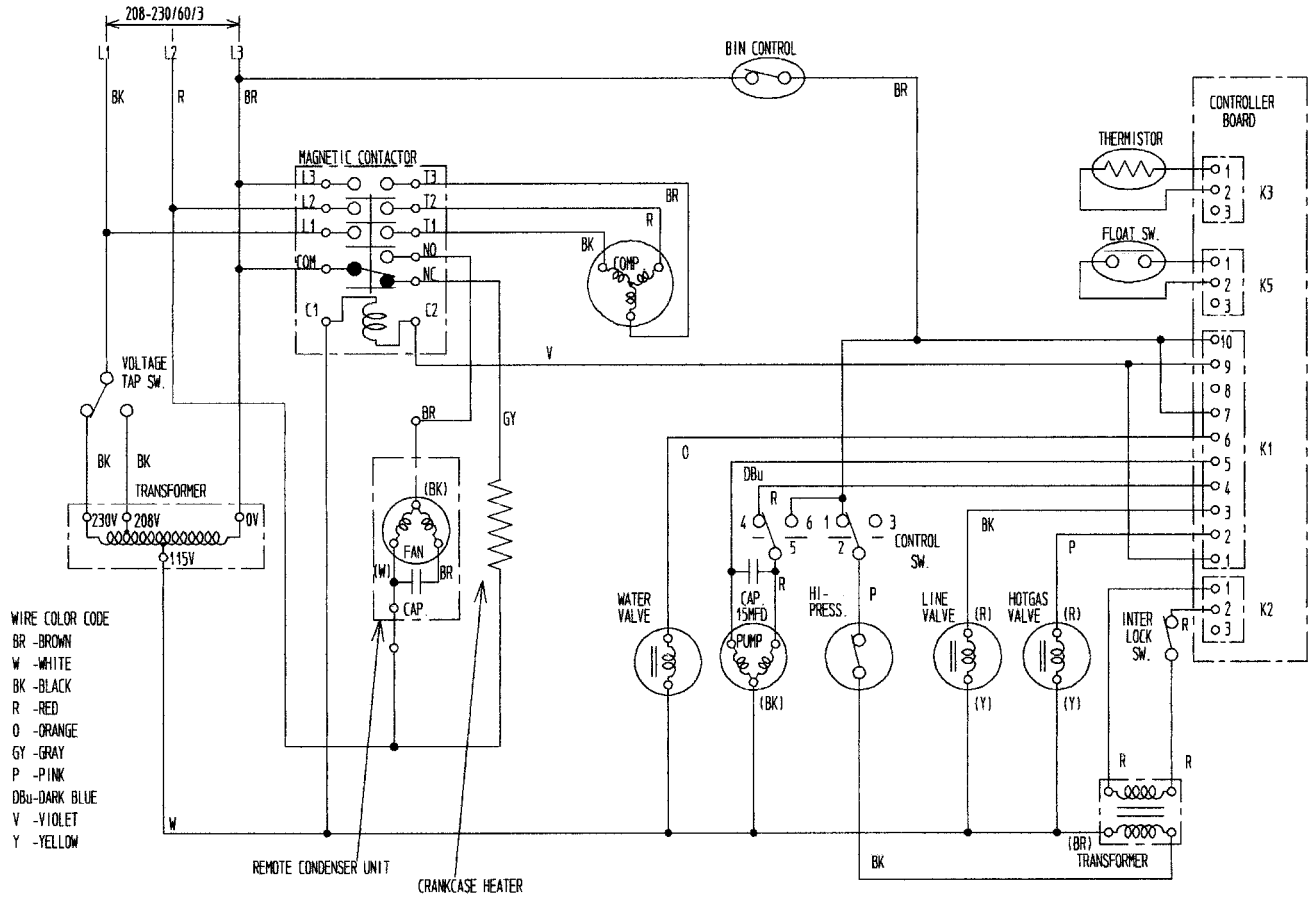 208-230/60/3
L1 L2 L3
BIN CONTROL
BK R BR
BR
CONTROLLER
BOARD
THERMISTOR
1
2
3
K3
MAGNETIC CONTACTOR
L3 T3
L2 T2
L1 T1
NO
COM
NC
C1 C2
BR
R
BK
COMP
FLOAT SW.
1
2
3
K5
VOLTAGE
TAP SW.
V
10
9
8
7
6
5
4
3
2
1
K1
BR
GY
O
DBu
R
BK
P
BK BK
TRANSFORMER
230V 208V 0V
115V
(BK)
FAN
(W)
BR
CAP.
4 6 1 3
5 2
CONTROL
SW.
R
CAP.
15MFD
HI-
PRESS.
P
WATER
VALVE
PUMP
(BK)
LINE
VALVE
(R)
(Y)
HOTGAS
VALVE
(R)
(Y)
INTER
LOCK
SW.
R
1
2
3
K2
WIRE COLOR CODE
BR -BROWN
W -WHITE
BK -BLACK
R -RED
O -ORANGE
GY -GRAY
P -PINK
DBu-DARK BLUE
V -VIOLET
Y -YELLOW
W
R R
(BR)
TRANSFORMER
BK
REMOTE CONDENSER UNIT
CRANKCASE HEATER